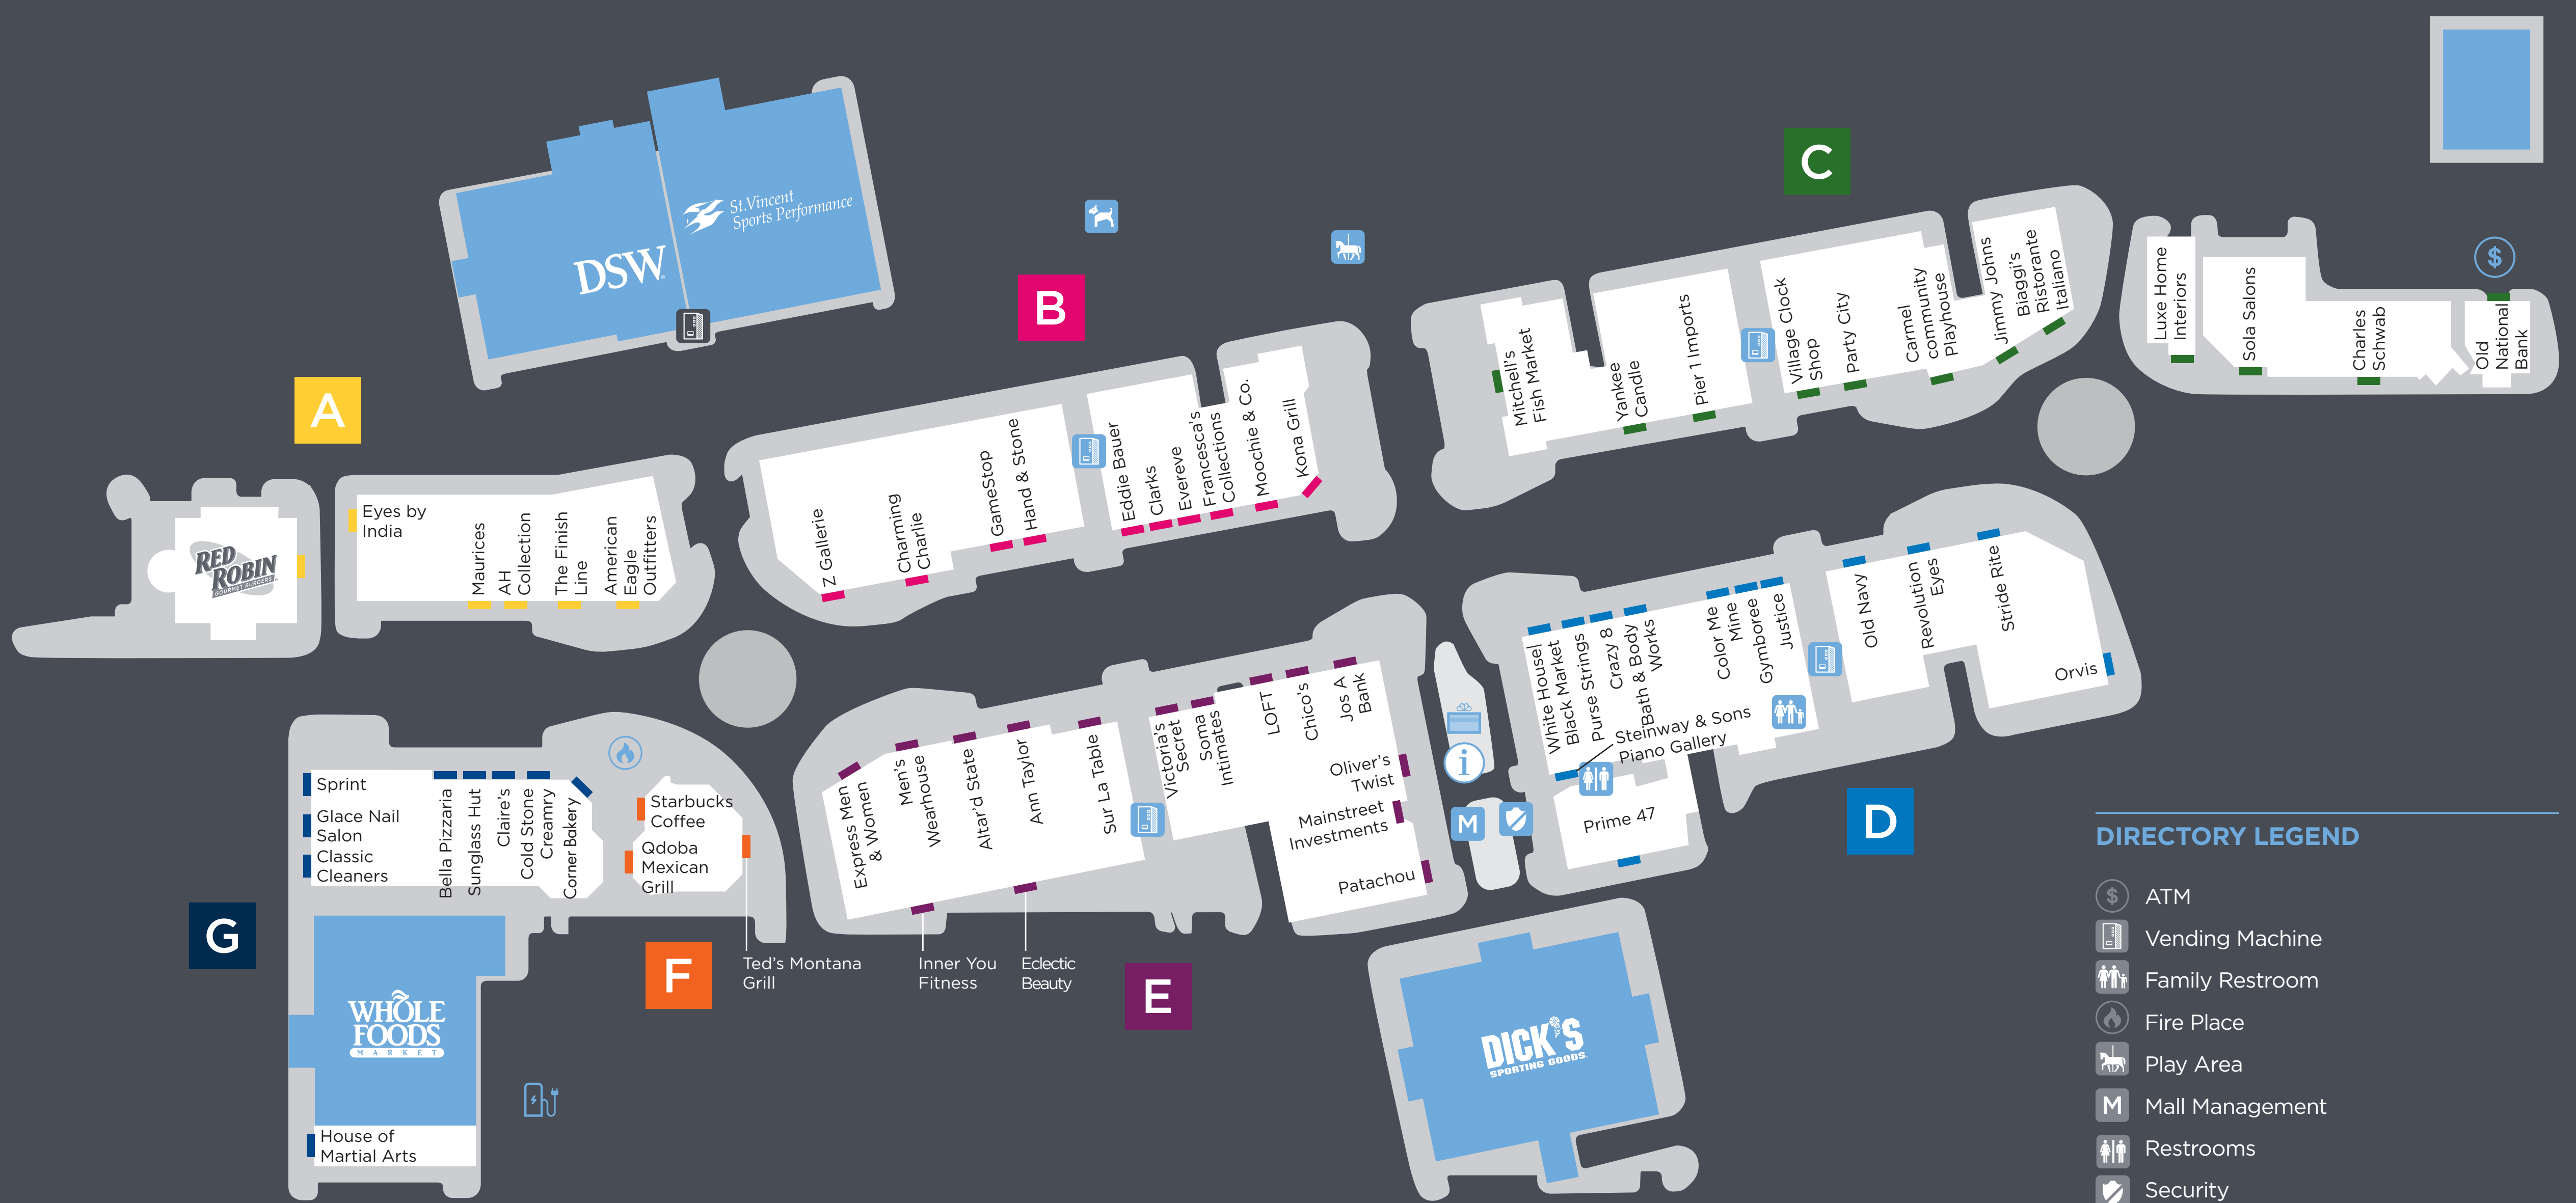 C
$
St.Vincent
Sports Performance
DSW
B
A
Mitchell's
Fish Market
Yankee
Candle
Pier 1 Imports
Village Clock
Shop
Party City
Carmel
community
Playhouse
Jimmy Johns
Biaggi's
Ristorante
Italiano
Luxe Home
Interiors
Sola Salons
Charles
Schwab
Old
National
Bank
Z Gallerie
Charming
Charlie
GameStop
Hand & Stone
Eddie Bauer
Clarks
Evereve
Francesca's
Collections
Moochie & Co.
Kona Grill
RED
ROBIN
GOURMET BURGERS
Eyes by
India
Maurices
AH
Collection
The Finish
Line
American
Eagle
Outfitters
White House|
Black Market
Purse Strings
Crazy 8
Bath & Body
Works
Color Me
Mine
Gymboree
Justice
Old Navy
Revolution
Eyes
Stride Rite
Orvis
Steinway & Sons
Piano Gallery
Prime 47
D
Express Men
& Women
Men's
Wearhouse
Altar'd State
Ann Taylor
Sur La Table
Victoria's
Secret
Soma
Intimates
LOFT
Chico's
Jos A
Bank
Oliver's
Twist
Mainstreet
Investments
Patachou
i
M
Sprint
Glace Nail
Salon
Classic
Cleaners
Bella Pizzaria
Sunglass Hut
Claire's
Cold Stone
Creamry
Corner Bakery
Starbucks
Coffee
Qdoba
Mexican
Grill
G
F
Ted's Montana
Grill
Inner You
Fitness
Eclectic
Beauty
E
WHOLE
FOODS
MARKET
House of
Martial Arts
DICK'S
SPORTING GOODS
DIRECTORY LEGEND
$ ATM
Vending Machine
Family Restroom
Fire Place
Play Area
M Mall Management
Restrooms
Security